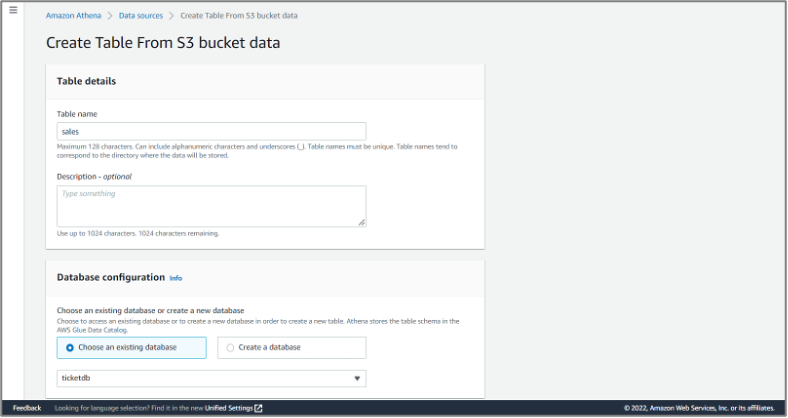 Amazon Athena > Data sources > Create Table From S3 bucket data
Create Table From S3 bucket data
Table details
Table name
sales
Maximum 128 characters. Can include alphanumeric characters and underscores (_). Table names must be unique. Table names tend to
correspond to the directory where the data will be stored.
Description - optional
Type something
Use up to 1024 characters. 1024 characters remaining.
Database configuration Info
Choose an existing database or create a new database
Choose to access an existing database or to create a new database in order to create a new table. Athena stores the table schema in the
AWS Glue Data Catalog.
Choose an existing database Create a database
ticketdb
Feedback Looking for language selection? Find it in the new Unified Settings © 2022, Amazon Web Services, Inc. or its affiliates.